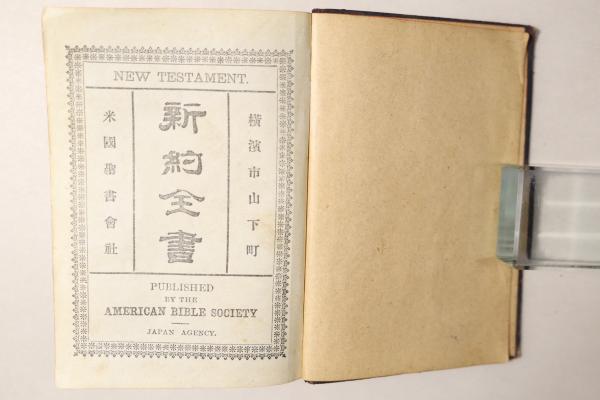 NEW TESTAMENT.
橫濱市山下町
新約全書
米國聖書會社
PUBLISHED
BY THE
AMERICAN BIBLE SOCIETY
JAPAN AGENCY.